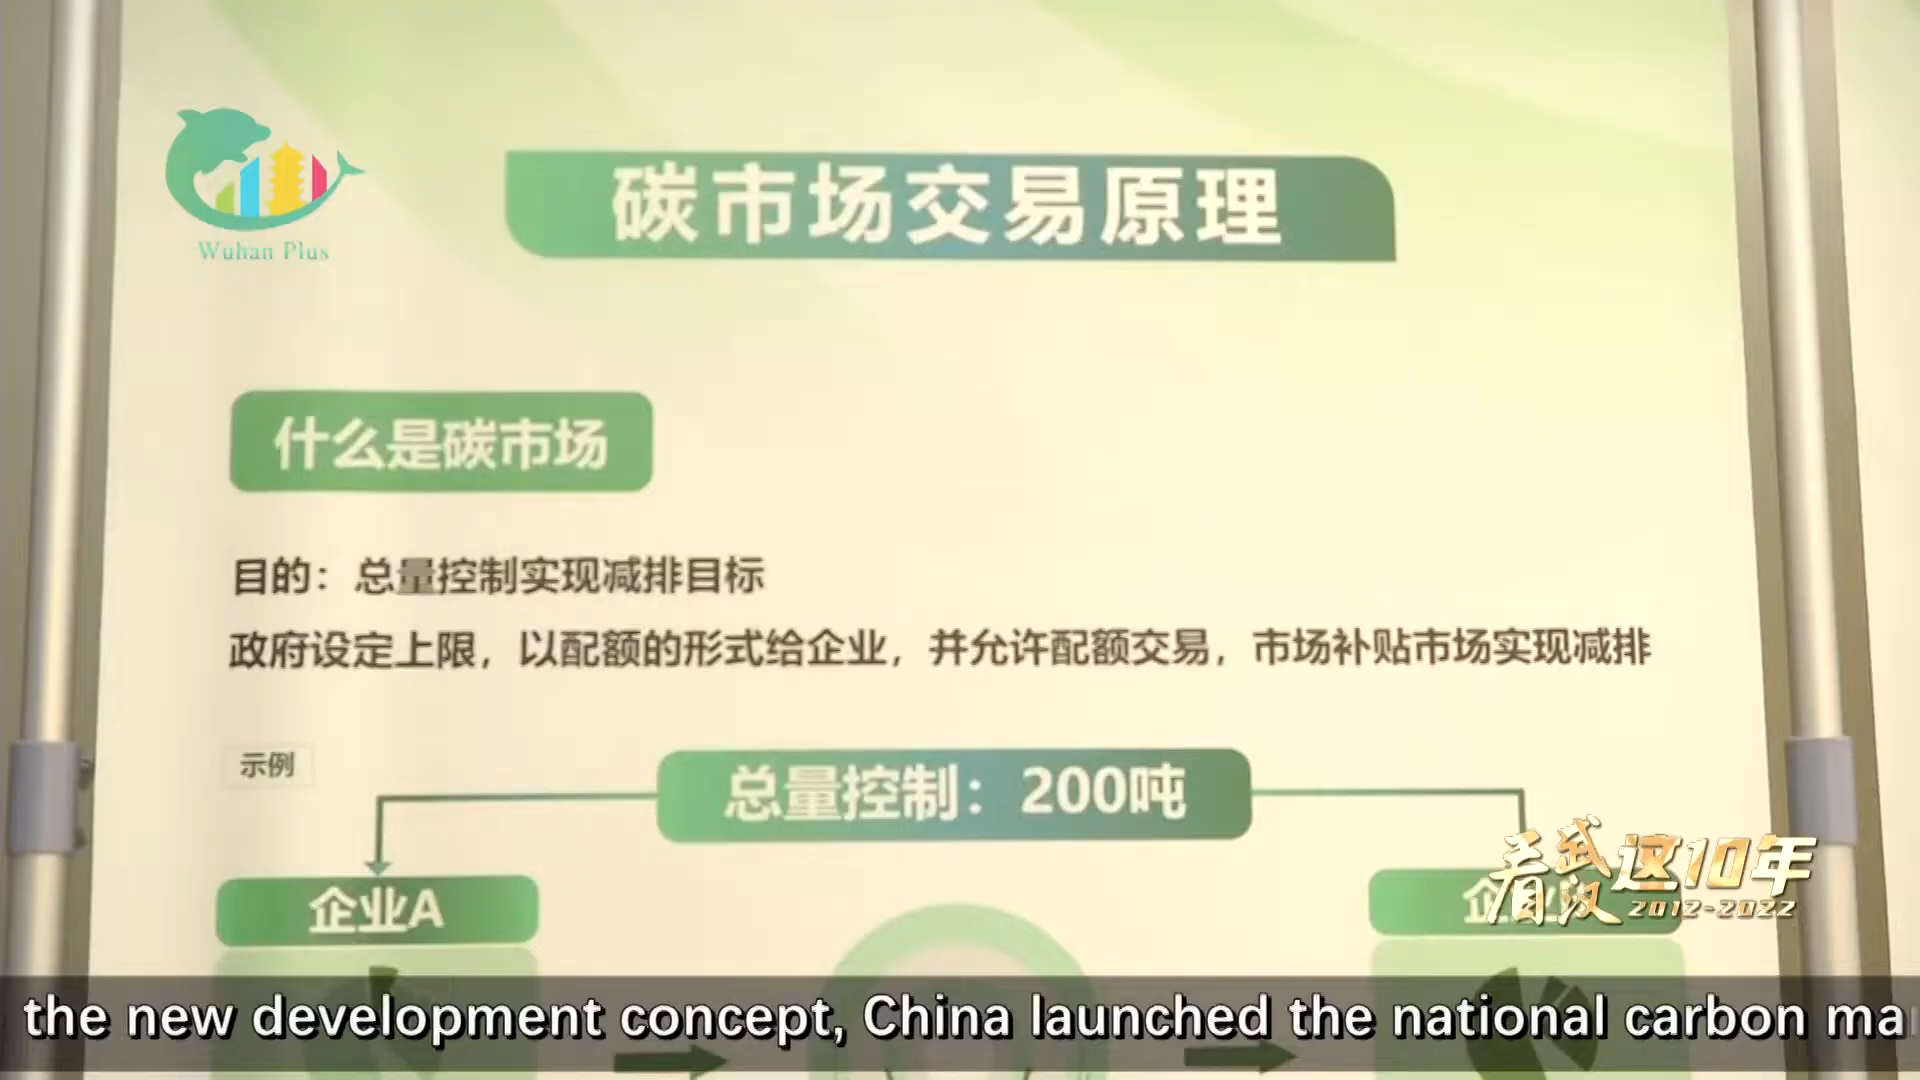 Wuhan Plus
碳市场交易原理
什么是碳市场
目的：总量控制实现减排目标
政府设定上限，以配额的形式给企业，并允许配额交易，市场补贴市场实现减排
示例
总量控制：200吨
企业A
企业
看武汉这10年
2012-2022
the new development concept, China launched the national carbon ma